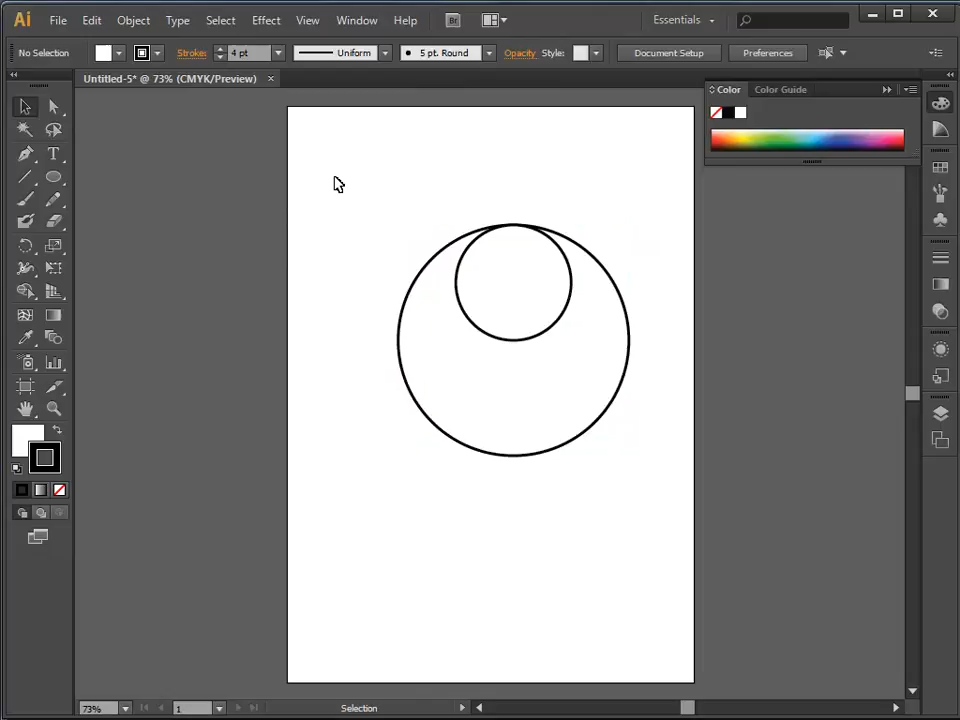 Ai File Edit Object Type Select Effect View Window Help Br Essentials
No Selection Stroke: 4 pt Uniform 5 pt. Round Opacity Style: Document Setup Preferences
Untitled-5* @ 73% (CMYK/Preview)
Color Color Guide
T
73% 1 Selection